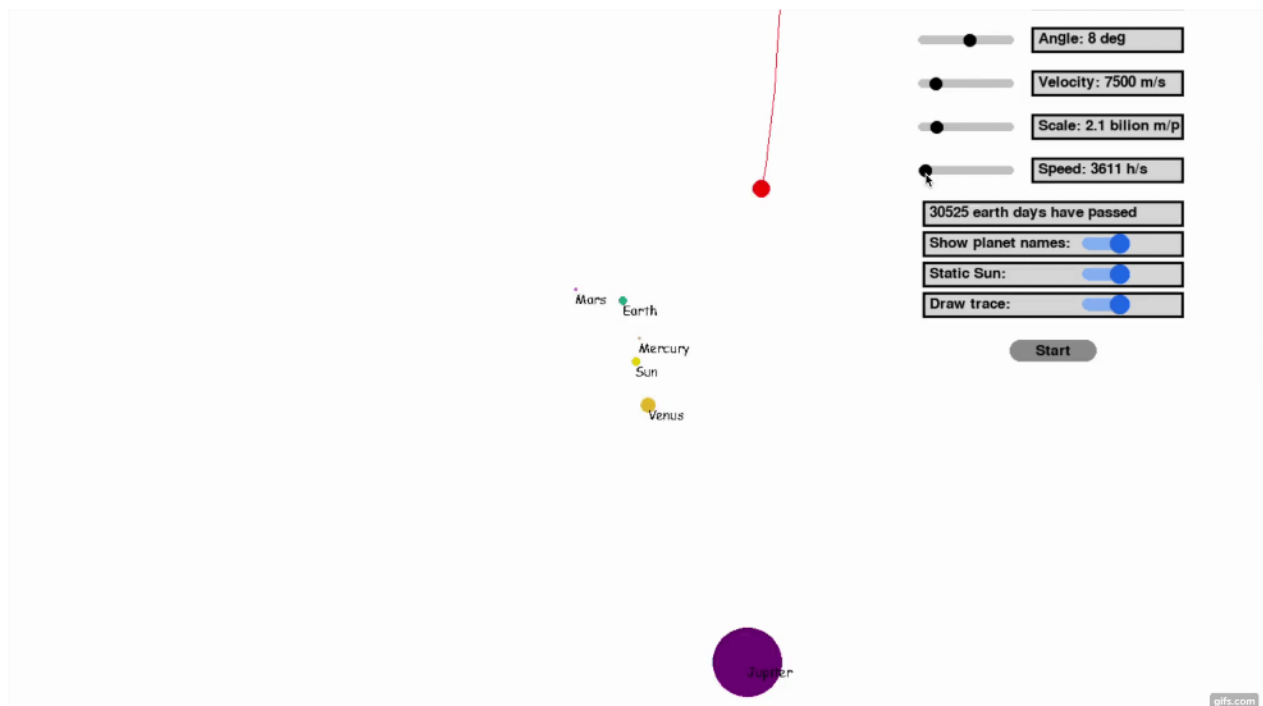 Angle: 8 deg
Velocity: 7500 m/s
Scale: 2.1 bilion m/p
Speed: 3611 h/s
30525 earth days have passed
Show planet names:
Static Sun:
Draw trace:
Start
Mars
Earth
Mercury
Sun
Venus
Jupiter
gifs.com